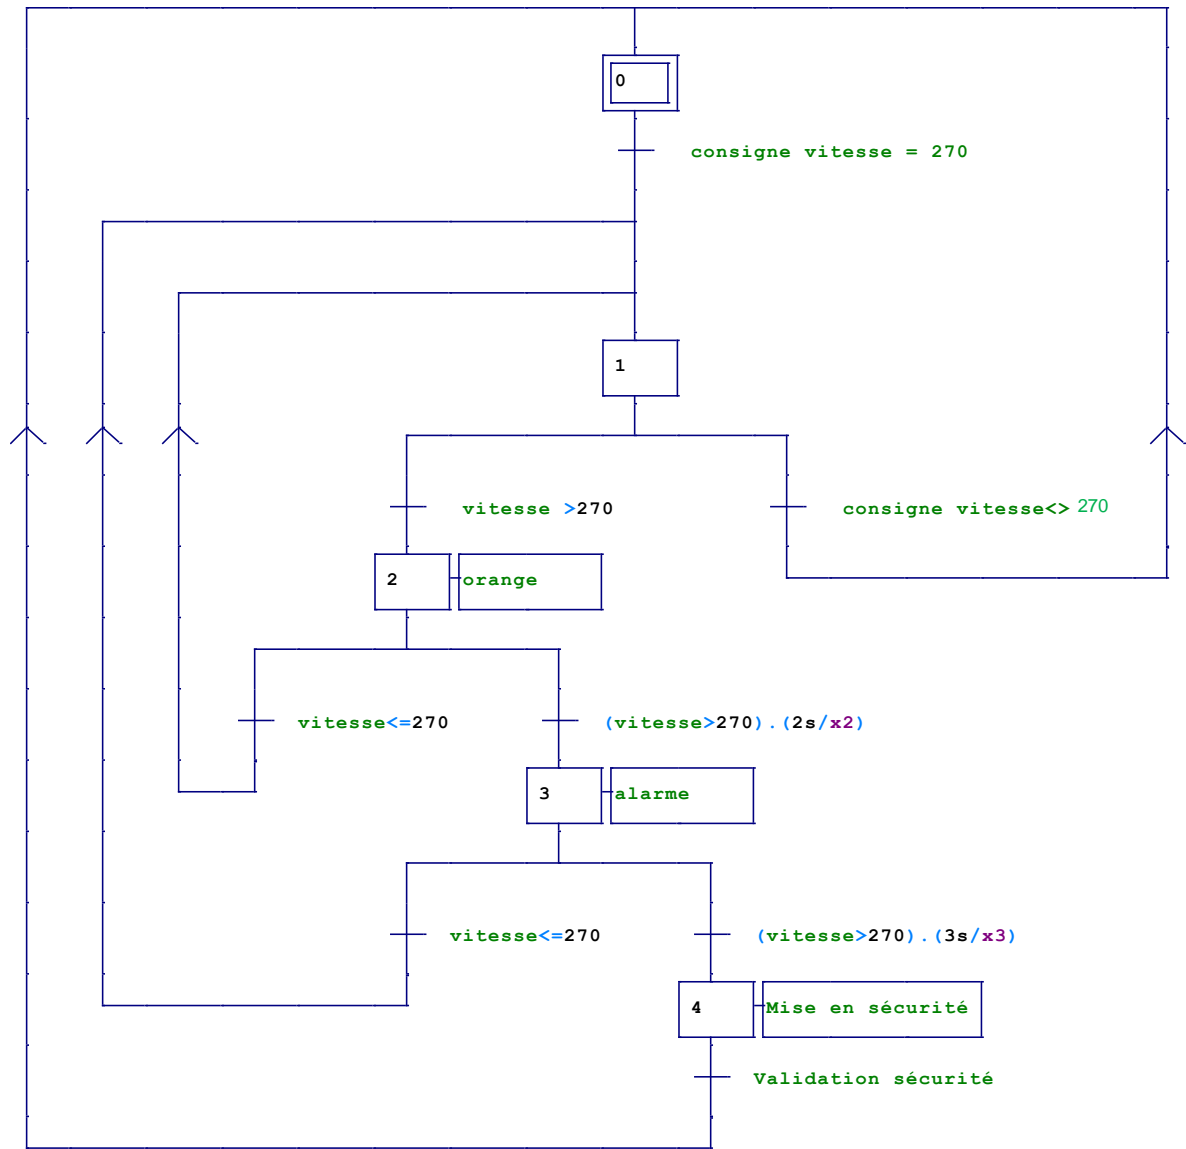 0
consigne vitesse = 270
1
vitesse >270
consigne vitesse<> 270
2
orange
vitesse<=270
(vitesse>270).(2s/x2)
3
alarme
vitesse<=270
(vitesse>270).(3s/x3)
4
Mise en sécurité
Validation sécurité